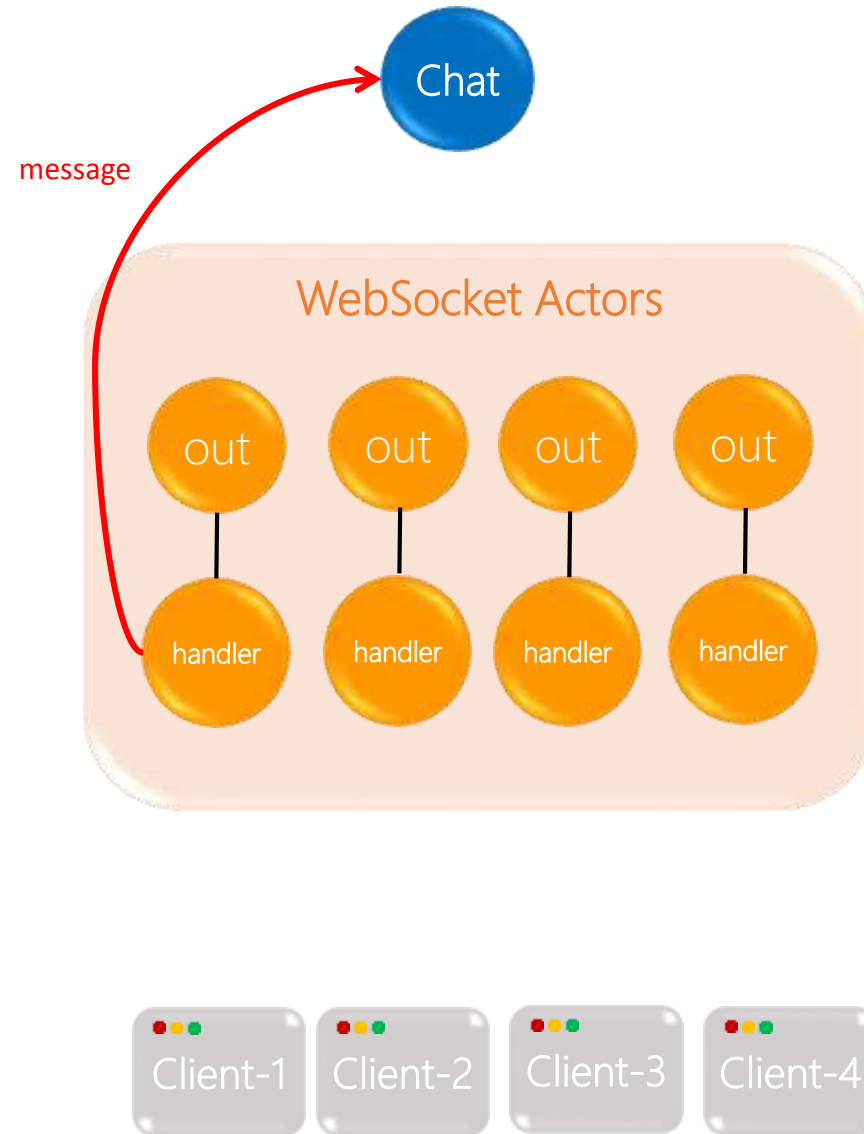 Chat
message
WebSocket Actors
out out out out
handler handler handler handler
Client-1 Client-2 Client-3 Client-4